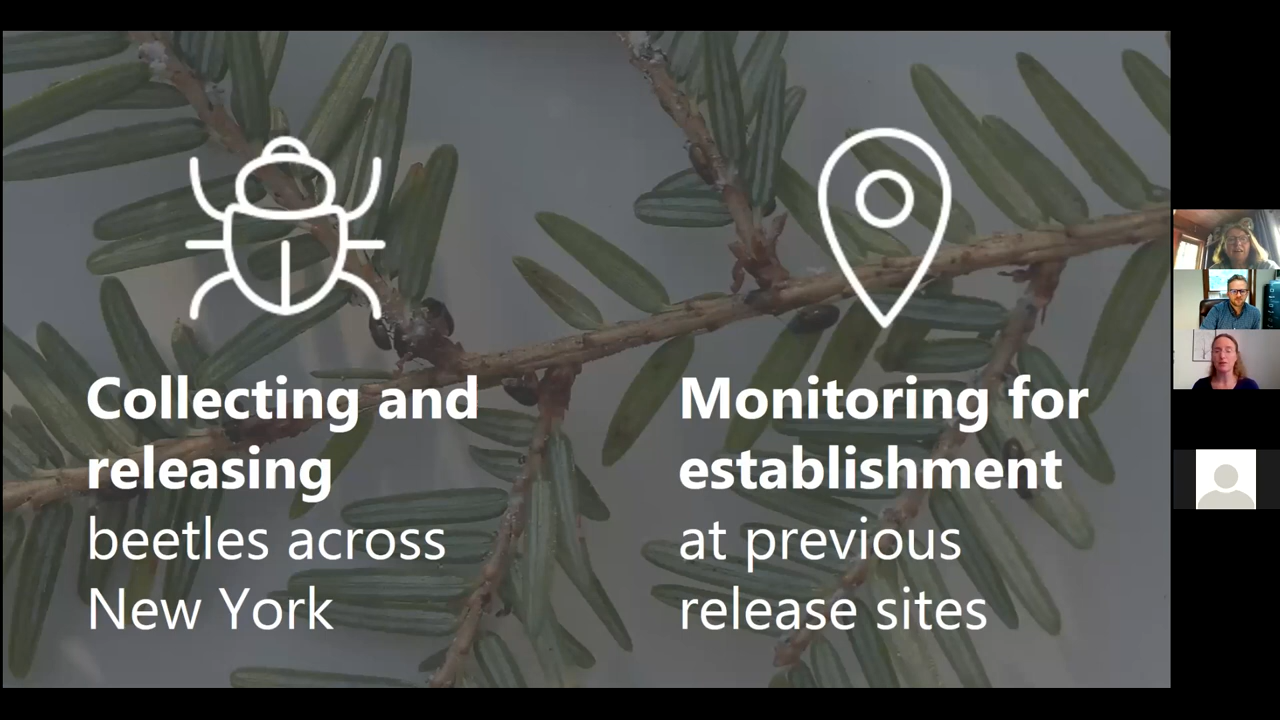 Collecting and
releasing
beetles across
New York
Monitoring for
establishment
at previous
release sites